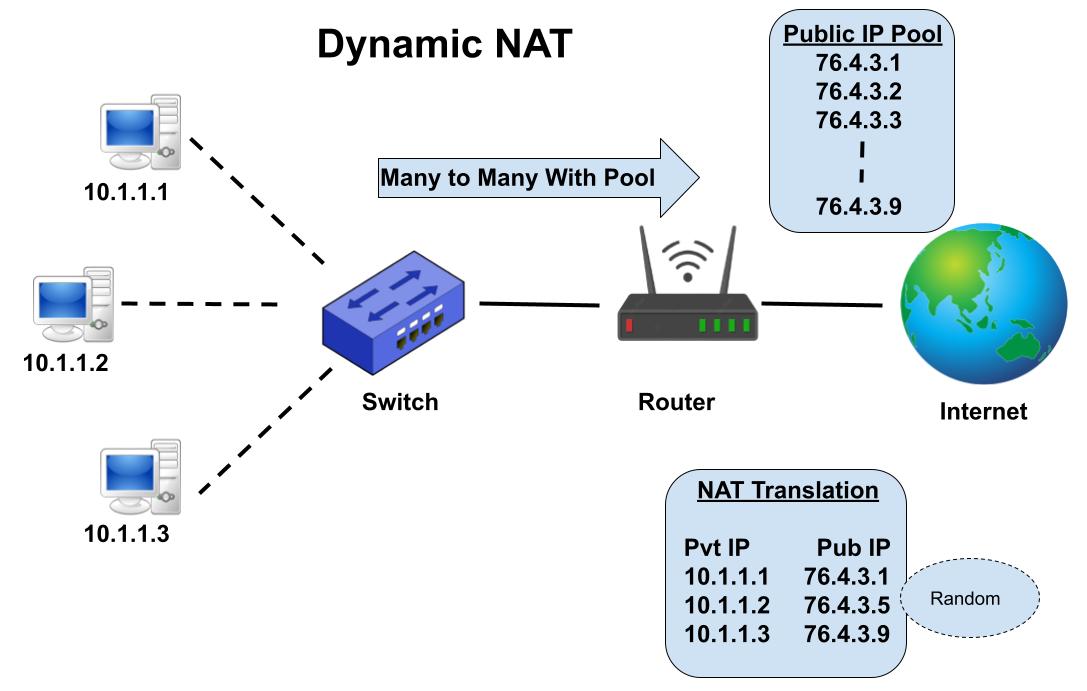 Dynamic NAT
Public IP Pool
76.4.3.1
76.4.3.2
76.4.3.3
76.4.3.9
10.1.1.1
Many to Many With Pool
10.1.1.2
Switch
Router
Internet
10.1.1.3
NAT Translation
Pvt IP Pub IP
10.1.1.1 76.4.3.1
10.1.1.2 76.4.3.5
10.1.1.3 76.4.3.9
Random